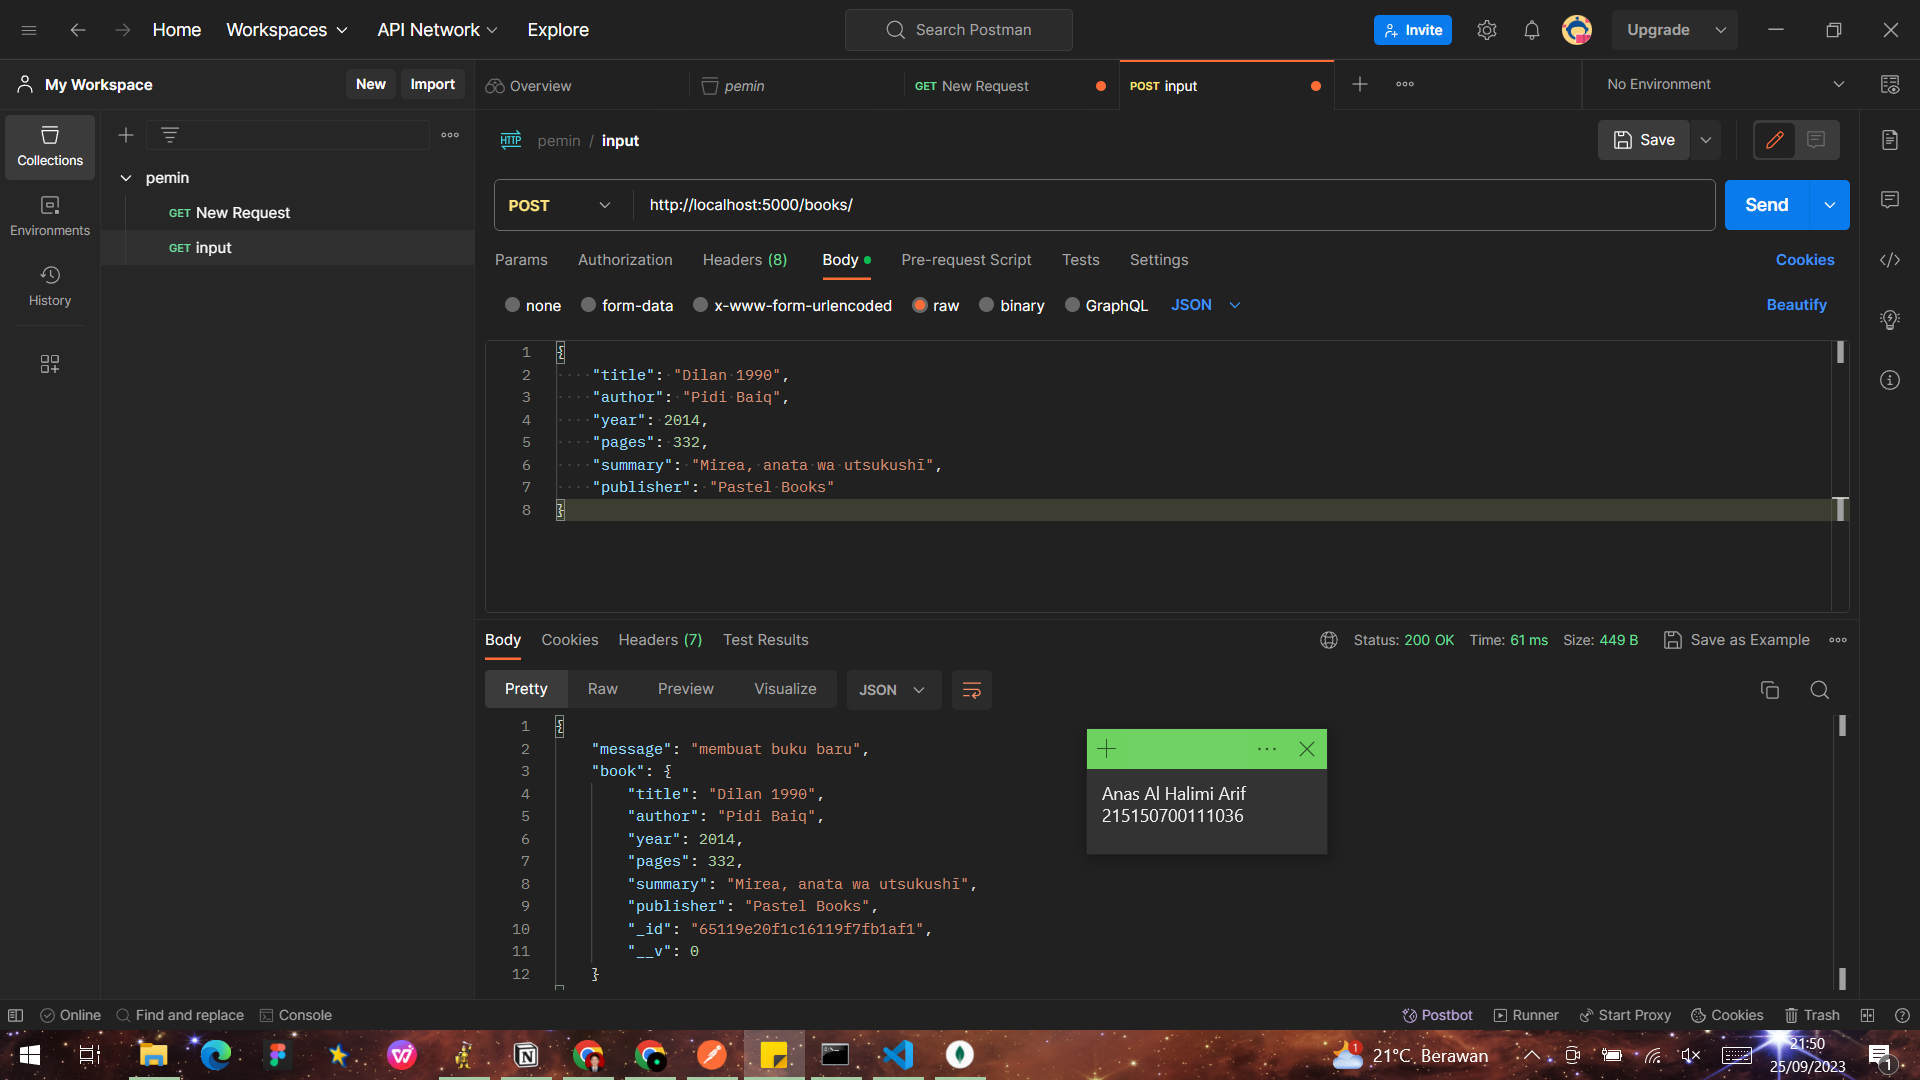 Home Workspaces API Network Explore Search Postman Invite Upgrade
My Workspace New Import Overview pemin GET New Request POST input No Environment
Collections
Environments
History
pemin
GET New Request
GET input
HTTP pemin / input Save
POST http://localhost:5000/books/ Send
Params Authorization Headers (8) Body Pre-request Script Tests Settings Cookies
none form-data x-www-form-urlencoded raw binary GraphQL JSON Beautify
1 {
2 "title": "Dilan 1990",
3 "author": "Pidi Baiq",
4 "year": 2014,
5 "pages": 332,
6 "summary": "Mirea, anata wa utsukushī",
7 "publisher": "Pastel Books"
8 }
Body Cookies Headers (7) Test Results Status: 200 OK Time: 61 ms Size: 449 B Save as Example
Pretty Raw Preview Visualize JSON
1 {
2 "message": "membuat buku baru",
3 "book": {
4 "title": "Dilan 1990",
5 "author": "Pidi Baiq",
6 "year": 2014,
7 "pages": 332,
8 "summary": "Mirea, anata wa utsukushī",
9 "publisher": "Pastel Books",
10 "_id": "65119e20f1c16119f7fb1af1",
11 "__v": 0
12 }
Anas Al Halimi Arif
215150700111036
Online Find and replace Console Postbot Runner Start Proxy Cookies Trash
1 21°C Berawan 21:50
25/09/2023 1